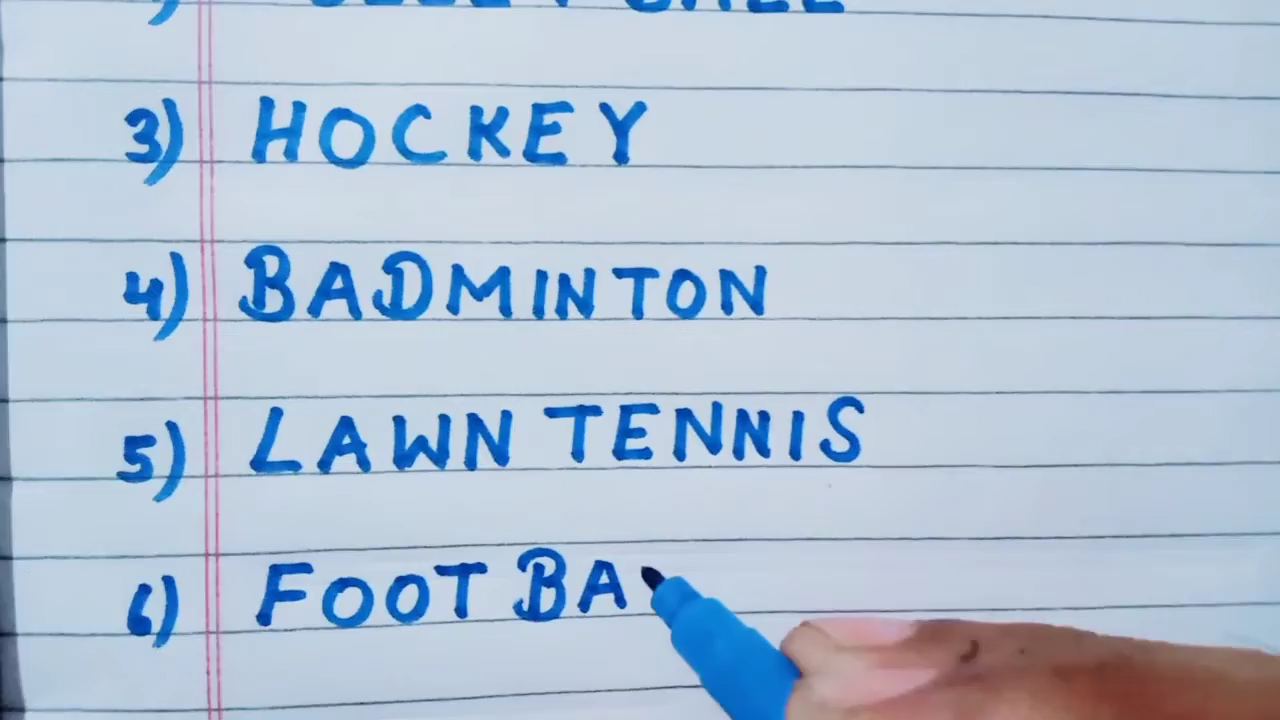 3) HOCKEY
4) BADMINTON
5) LAWN TENNIS
6) FOOT BA